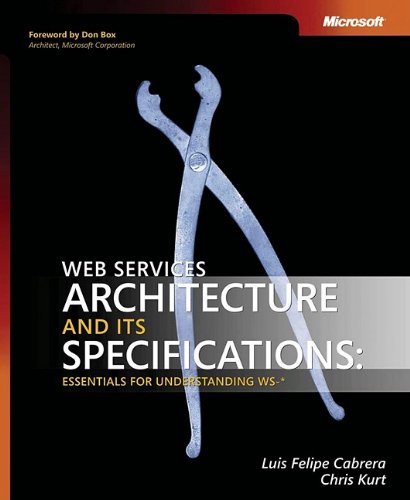 Foreword by Don Box
Architect, Microsoft Corporation
Microsoft
WEB SERVICES
ARCHITECTURE
AND ITS
SPECIFICATIONS:
ESSENTIALS FOR UNDERSTANDING WS-*
Luis Felipe Cabrera
Chris Kurt